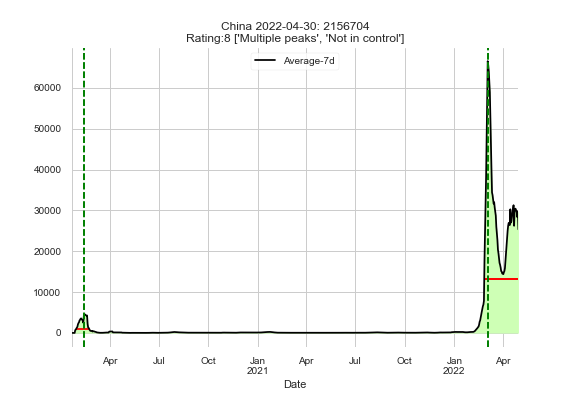 China 2022-04-30: 2156704
Rating:8 ['Multiple peaks', 'Not in control']
Average-7d
60000
50000
40000
30000
20000
10000
0
Apr Jul Oct Jan Apr Jul Oct Jan Apr
2021 2022
Date